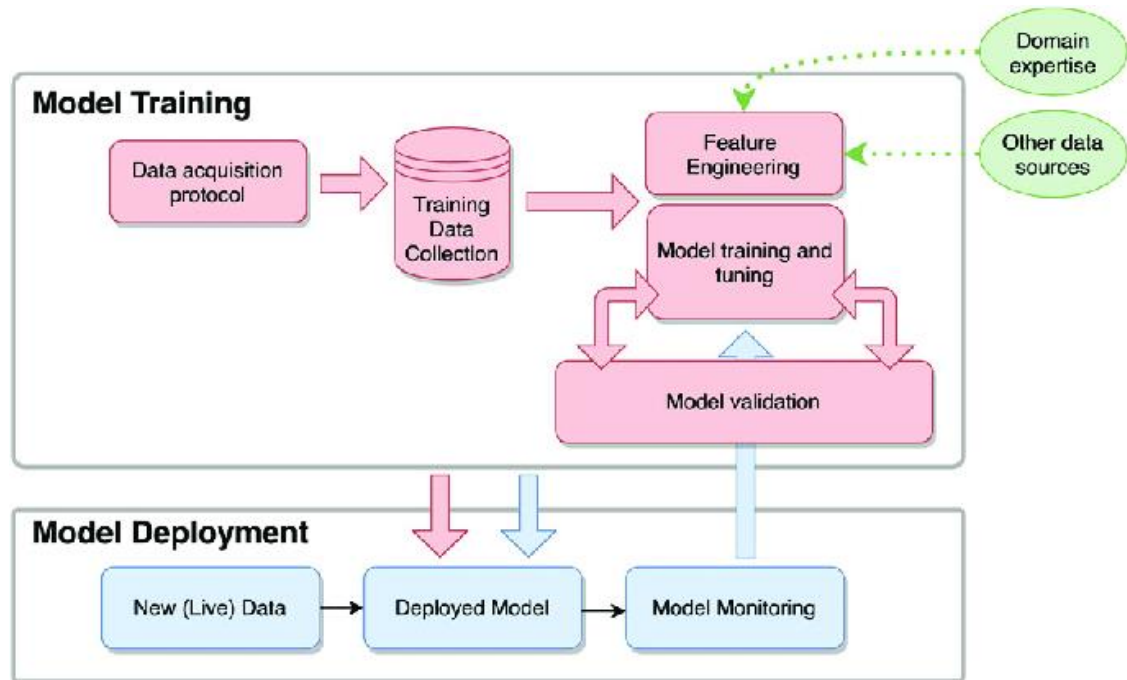 Domain
expertise
Model Training
Feature
Engineering
Other data
sources
Data acquisition
protocol
Training
Data
Collection
Model training and
tuning
Model validation
Model Deployment
New (Live) Data
Deployed Model
Model Monitoring